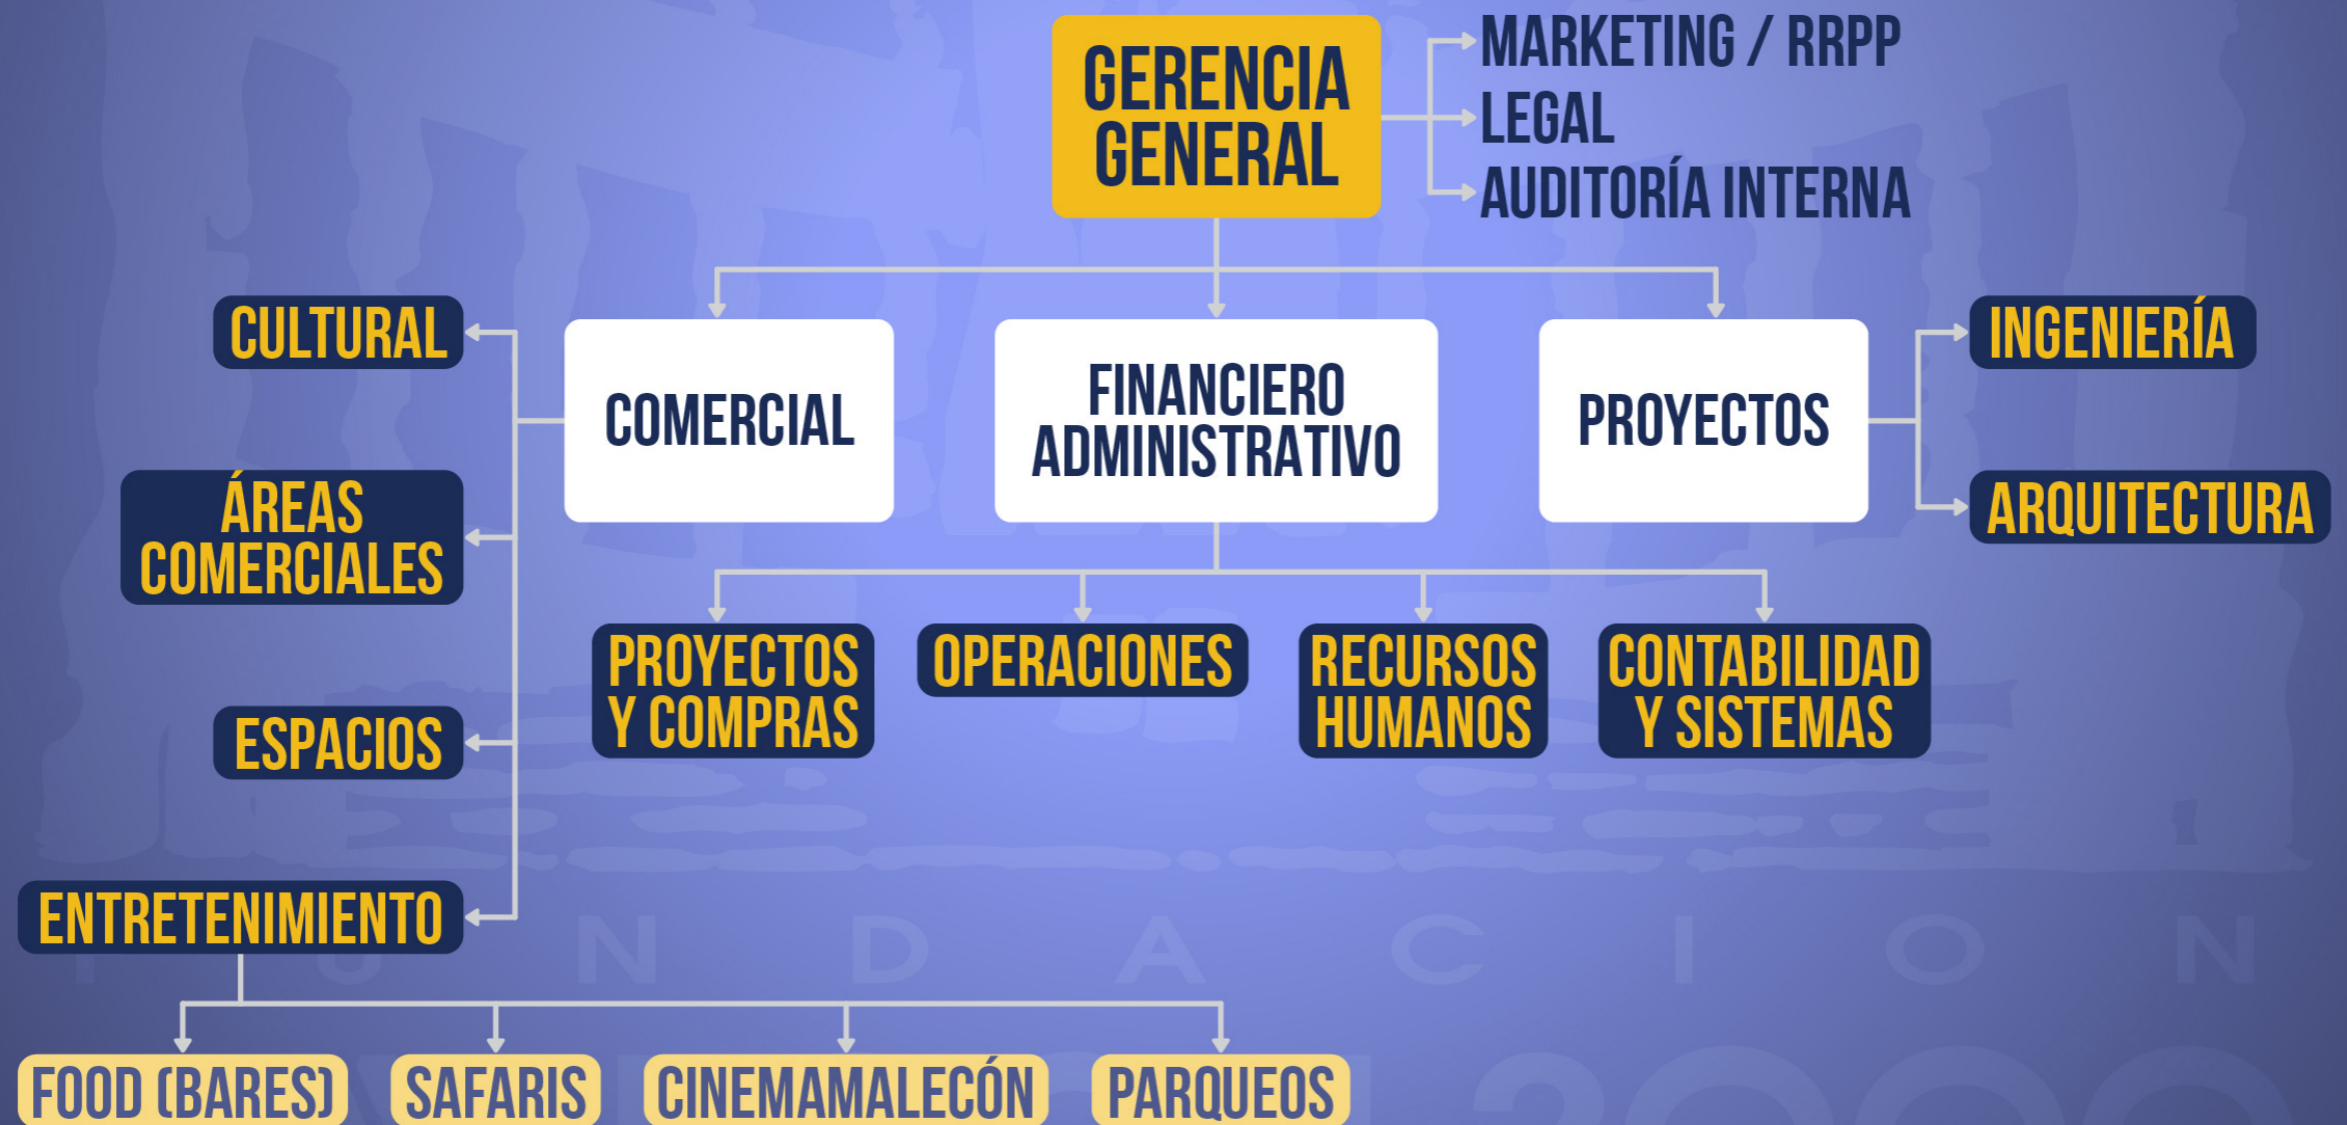 GERENCIA
GENERAL
MARKETING / RRPP
LEGAL
AUDITORÍA INTERNA
CULTURAL
ÁREAS
COMERCIALES
ESPACIOS
ENTRETENIMIENTO
COMERCIAL
FINANCIERO
ADMINISTRATIVO
PROYECTOS
INGENIERÍA
ARQUITECTURA
PROYECTOS
Y COMPRAS
OPERACIONES
RECURSOS
HUMANOS
CONTABILIDAD
Y SISTEMAS
FOOD (BARES)
SAFARIS
CINEMAMALECÓN
PARQUEOS